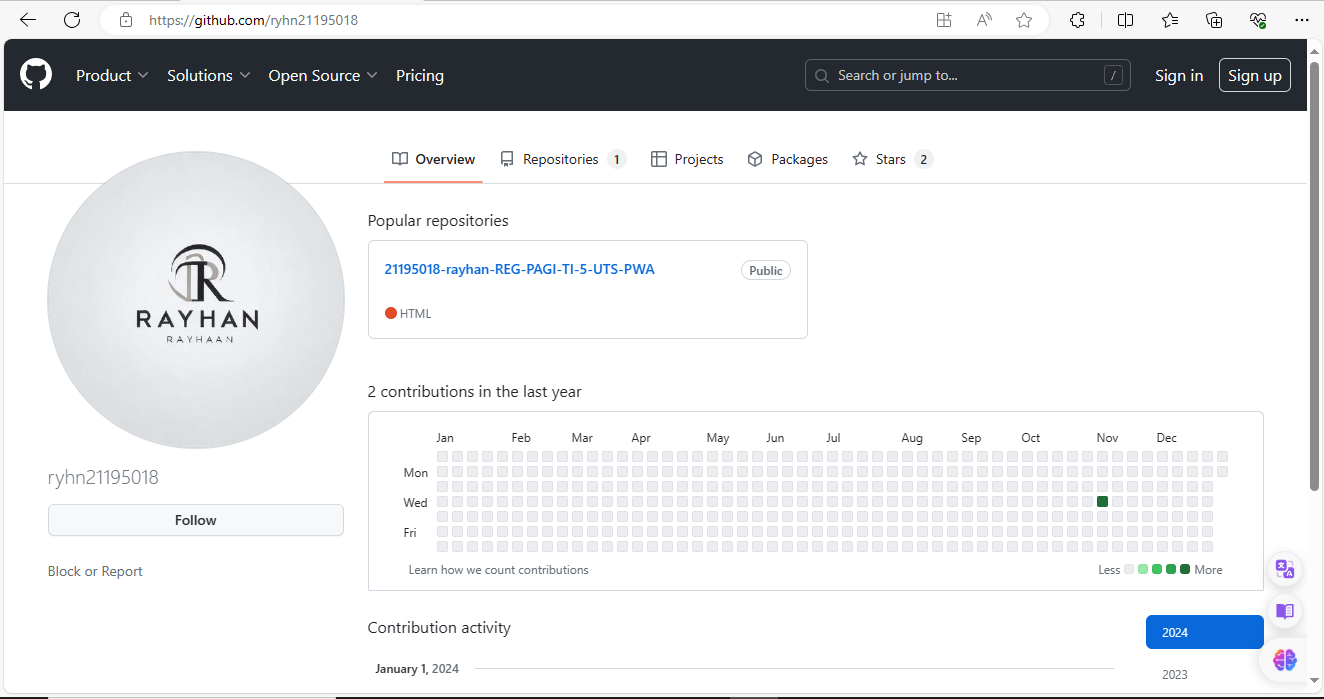 https://github.com/ryhn21195018
Product Solutions Open Source Pricing Search or jump to... / Sign in Sign up
Overview Repositories 1 Projects Packages Stars 2
RAYHAN
RAYHAAN
ryhn21195018
Follow
Block or Report
Popular repositories
21195018-rayhan-REG-PAGI-TI-5-UTS-PWA Public
HTML
2 contributions in the last year
Jan Feb Mar Apr May Jun Jul Aug Sep Oct Nov Dec
Mon
Wed
Fri
Learn how we count contributions Less More
Contribution activity
2024
January 1, 2024
2023